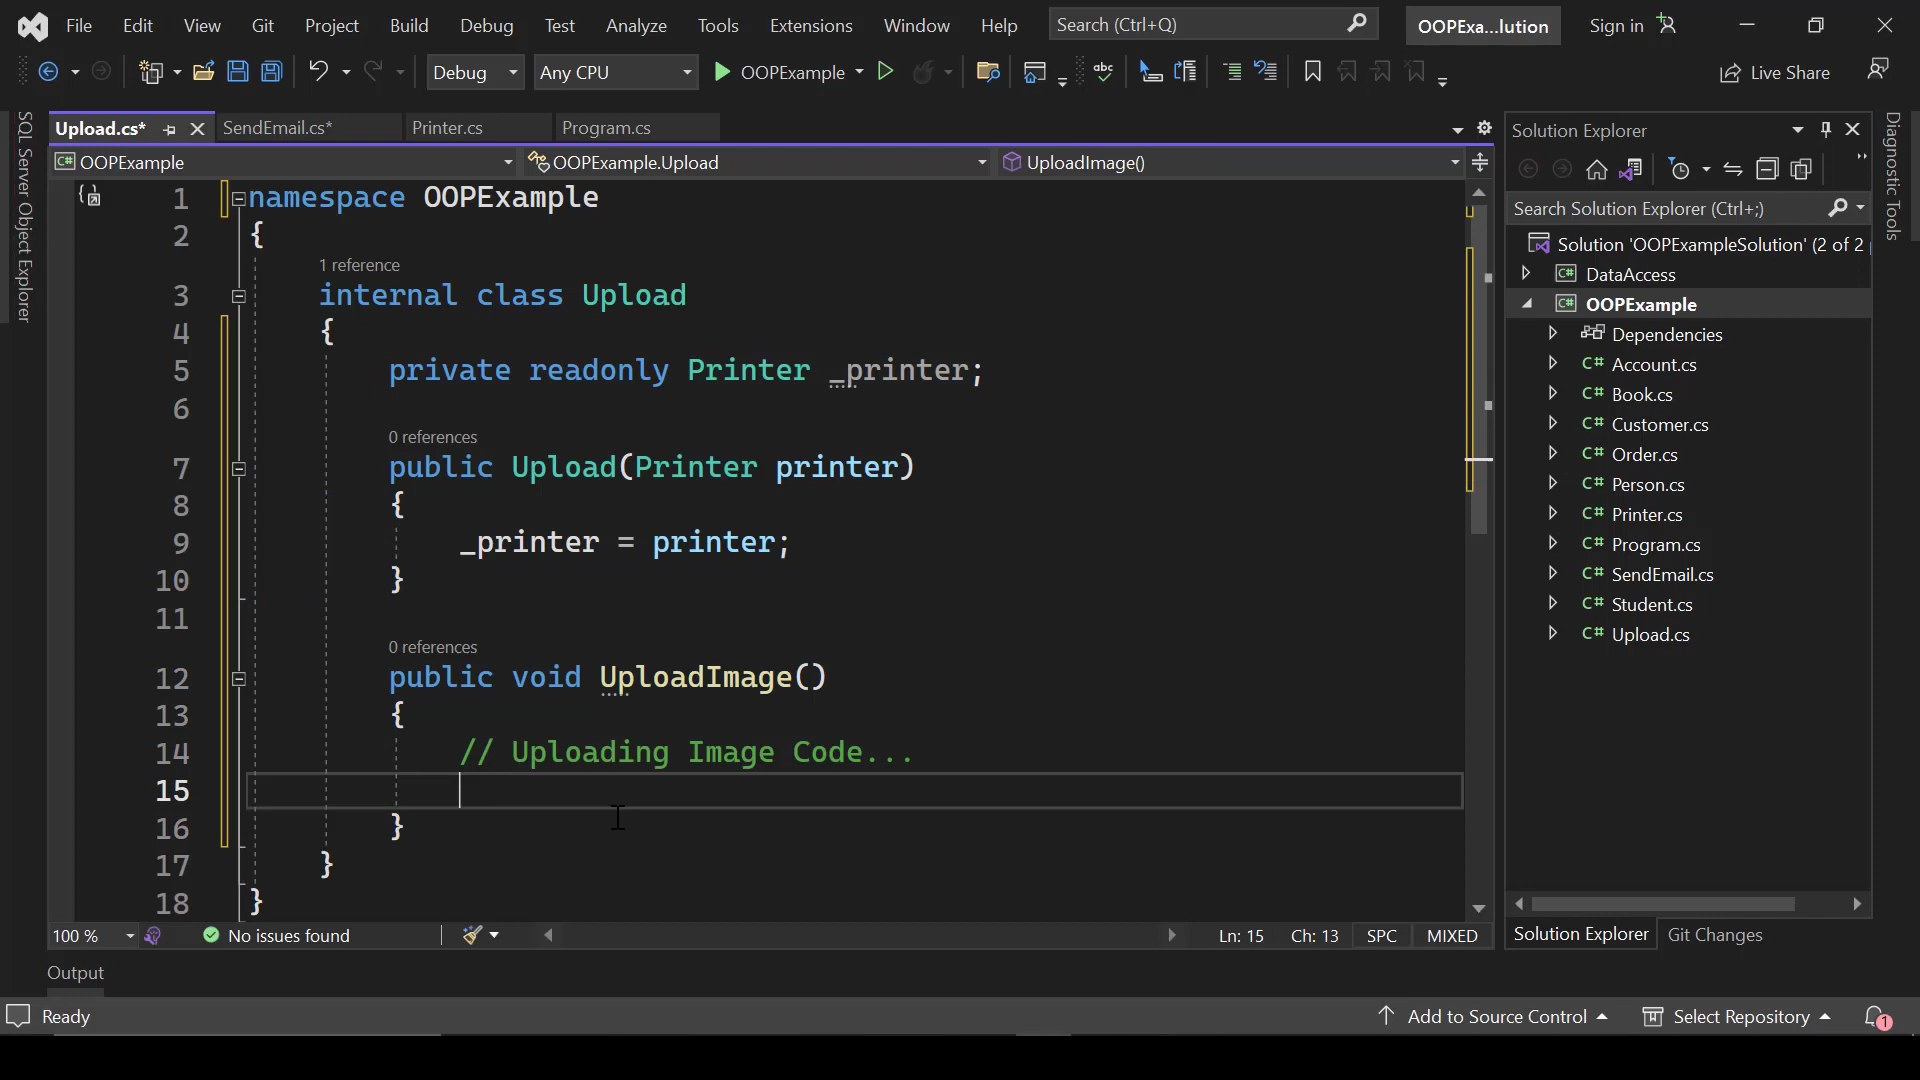 File Edit View Git Project Build Debug Test Analyze Tools Extensions Window Help Search (Ctrl+Q) OOPExa...lution Sign in
Debug Any CPU OOPExample Live Share
SQL Server Object Explorer
Upload.cs* SendEmail.cs* Printer.cs Program.cs
OOPExample OOPExample.Upload UploadImage()
1 namespace OOPExample
2 {
1 reference
3 internal class Upload
4 {
5 private readonly Printer _printer;
6
0 references
7 public Upload(Printer printer)
8 {
9 _printer = printer;
10 }
11
0 references
12 public void UploadImage()
13 {
14 // Uploading Image Code...
15
16 }
17 }
18 }
100 % No issues found Ln: 15 Ch: 13 SPC MIXED
Solution Explorer
Search Solution Explorer (Ctrl+;)
Solution 'OOPExampleSolution' (2 of 2
C# DataAccess
C# OOPExample
Dependencies
C# Account.cs
C# Book.cs
C# Customer.cs
C# Order.cs
C# Person.cs
C# Printer.cs
C# Program.cs
C# SendEmail.cs
C# Student.cs
C# Upload.cs
Solution Explorer Git Changes
Diagnostic Tools
Output
Ready Add to Source Control Select Repository 1